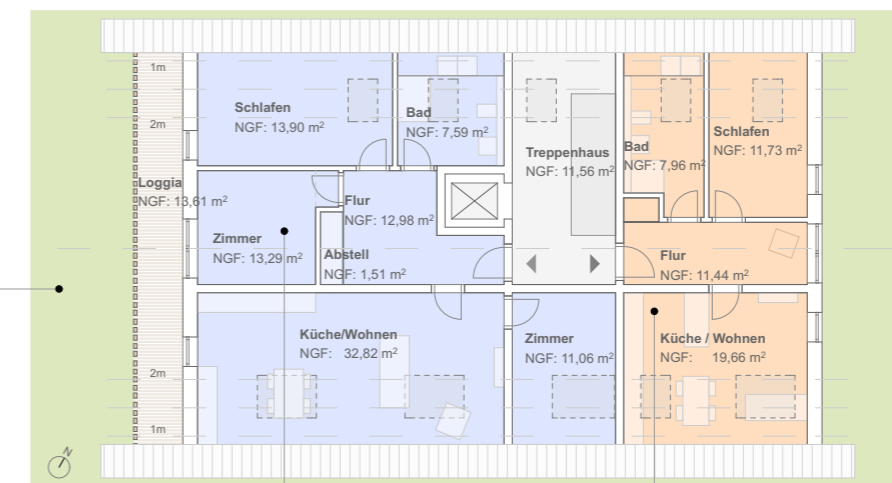 1m
2m
Schlafen
NGF: 13,90 m²
Bad
NGF: 7,59 m²
Treppenhaus
NGF: 11,56 m²
Bad
NGF: 7,96 m²
Schlafen
NGF: 11,73 m²
Loggia
NGF: 13,61 m²
Flur
NGF: 12,98 m²
Zimmer
NGF: 13,29 m²
Abstell
NGF: 1,51 m²
Flur
NGF: 11,44 m²
Küche/Wohnen
NGF: 32,82 m²
Zimmer
NGF: 11,06 m²
Küche / Wohnen
NGF: 19,66 m²
2m
1m
N